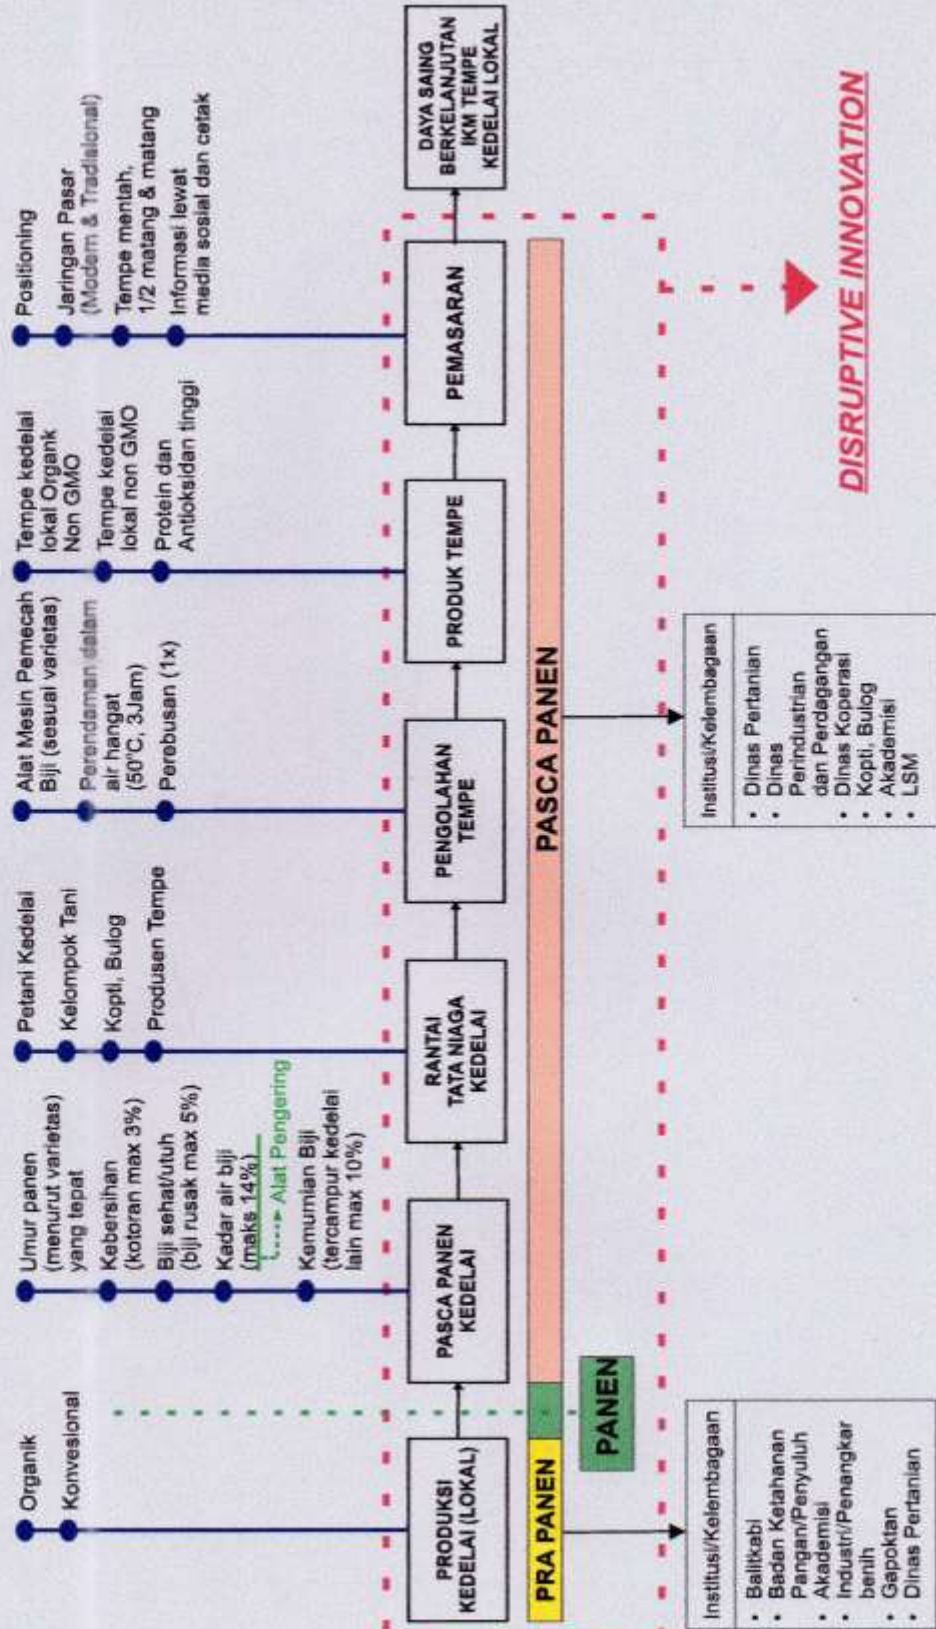 Organik
Konvesional
Umur panen
(menurut varietas)
yang tepat
Kebersihan
(kotoran max 3%)
Biji sehat/utuh
(biji rusak max 5%)
Kadar air biji
(maks 14%)
Alat Pengering
Kemurnian Biji
(tercampur kedelai
lain max 10%)
Petani Kedelai
Kelompok Tani
Kopti, Bulog
Produsen Tempe
Alat Mesin Pemecah
Biji (sesuai varietas)
Perendaman dalam
air hangat
(50°C, 3Jam)
Perebusan (1x)
Tempe kedelai
lokal Organk
Non GMO
Tempe kedelai
lokal non GMO
Protein dan
Antioksidan tinggi
Positioning
Jaringan Pasar
(Modern & Tradisional)
Tempe mentah,
1/2 matang & matang
Informasi lewat
media sosial dan cetak
PRODUKSI
KEDELAI (LOKAL)
PASCA PANEN
KEDELAI
RANTAI
TATA NIAGA
KEDELAI
PENGOLAHAN
TEMPE
PRODUK TEMPE
PEMASARAN
DAYA SAING
BERKELANJUTAN
IKM TEMPE
KEDELAI LOKAL
PRA PANEN
PANEN
PASCA PANEN
Institusi/Kelembagaan
• Balitkabi
• Badan Ketahanan
Pangan/Penyuluh
• Akademisi
• Industri/Penangkar
benih
• Gapoktan
• Dinas Pertanian
Institusi/Kelembagaan
• Dinas Pertanian
• Dinas
Perindustrian
dan Perdagangan
• Dinas Koperasi
• Kopti, Bulog
• Akademisi
• LSM
DISRUPTIVE INNOVATION